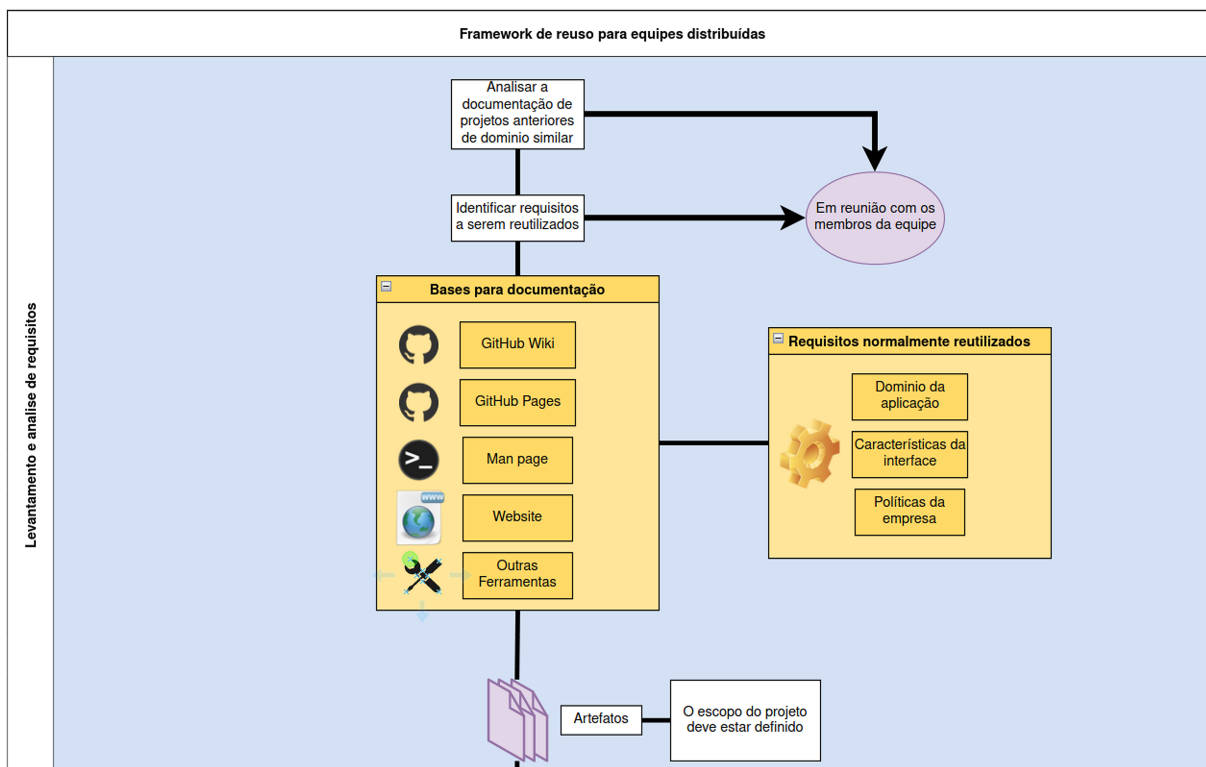 Framework de reuso para equipes distribuídas
Levantamento e analise de requisitos
Analisar a
documentação de
projetos anteriores
de dominio similar
Identificar requisitos
a serem reutilizados
Em reunião com os
membros da equipe
Bases para documentação
GitHub Wiki
GitHub Pages
>_
Man page
WWW
Website
Outras
Ferramentas
Requisitos normalmente reutilizados
Dominio da
aplicação
Características da
interface
Políticas da
empresa
Artefatos
O escopo do projeto
deve estar definido